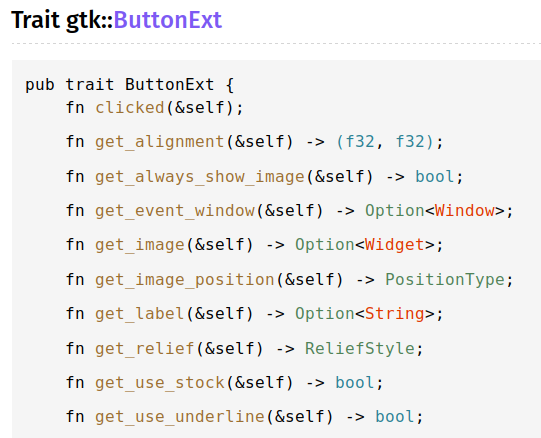 Trait gtk::ButtonExt
pub trait ButtonExt {
    fn clicked(&self);
    fn get_alignment(&self) -> (f32, f32);
    fn get_always_show_image(&self) -> bool;
    fn get_event_window(&self) -> Option<Window>;
    fn get_image(&self) -> Option<Widget>;
    fn get_image_position(&self) -> PositionType;
    fn get_label(&self) -> Option<String>;
    fn get_relief(&self) -> ReliefStyle;
    fn get_use_stock(&self) -> bool;
    fn get_use_underline(&self) -> bool;